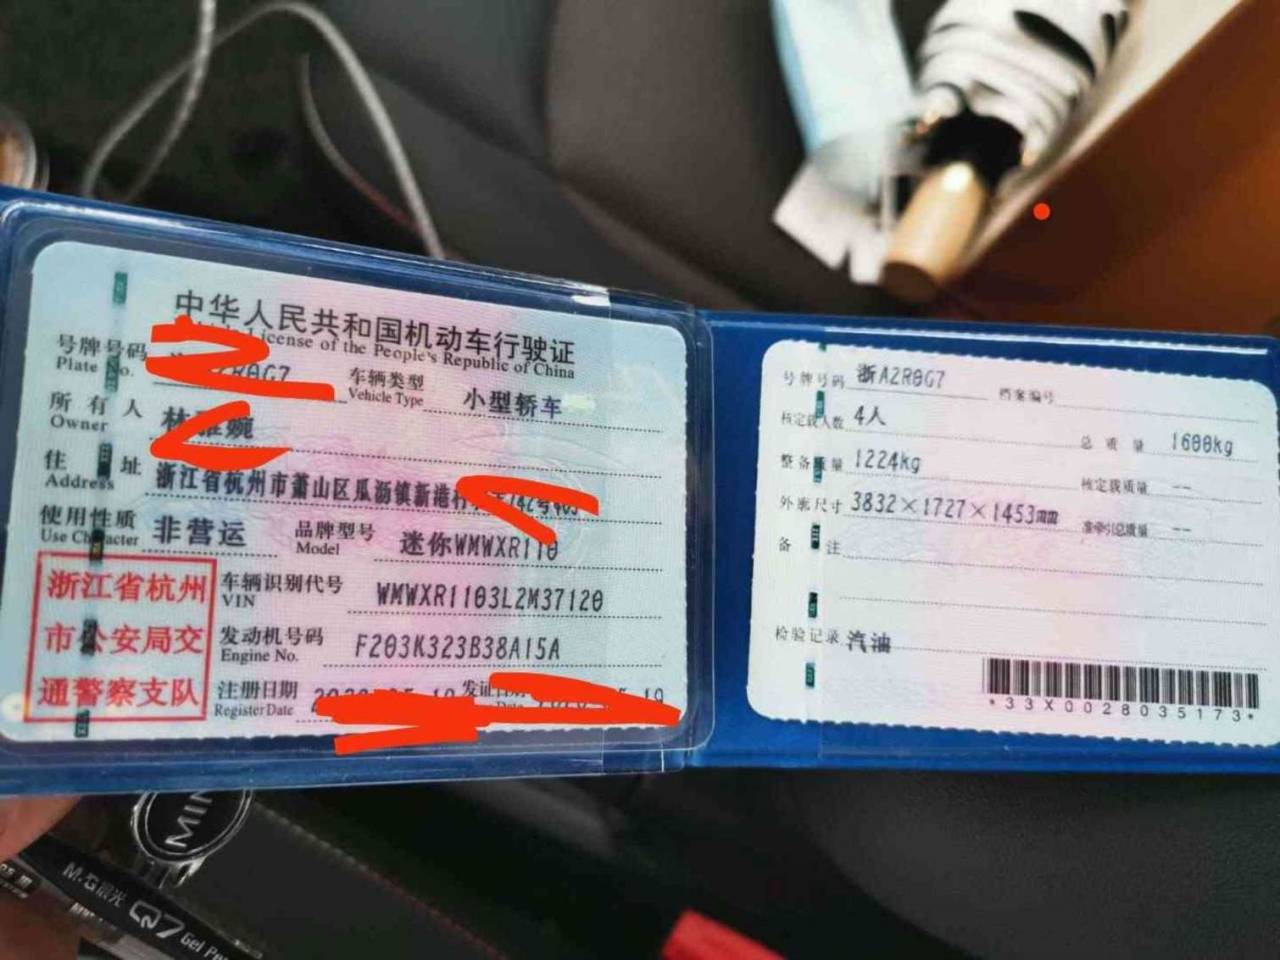 中华人民共和国机动车行驶证
License of the People's Republic of China
号牌号码 车辆类型 小型轿车
Plate No. Vehicle Type
所有人
Owner
住址 浙江省杭州市萧山区瓜沥镇新港村
Address
使用性质 非营运 品牌型号 迷你WMWXR110
Use Character Model
浙江省杭州
市公安局交
通警察支队
车辆识别代号 WMWXR1103L2M37120
VIN
发动机号码 F203K323B38A15A
Engine No.
注册日期 发证日期
Register Date Date
号牌号码 浙A2R0G7 档案编号
核定载人数 4人 总质量 1600kg
整备质量 1224kg 核定载质量 --
外廓尺寸 3832×1727×1453mm 准牵引总质量 --
备注
检验记录 汽油
*33X0028035173*
MINI
M&G晨光
Q7
Gel Pen